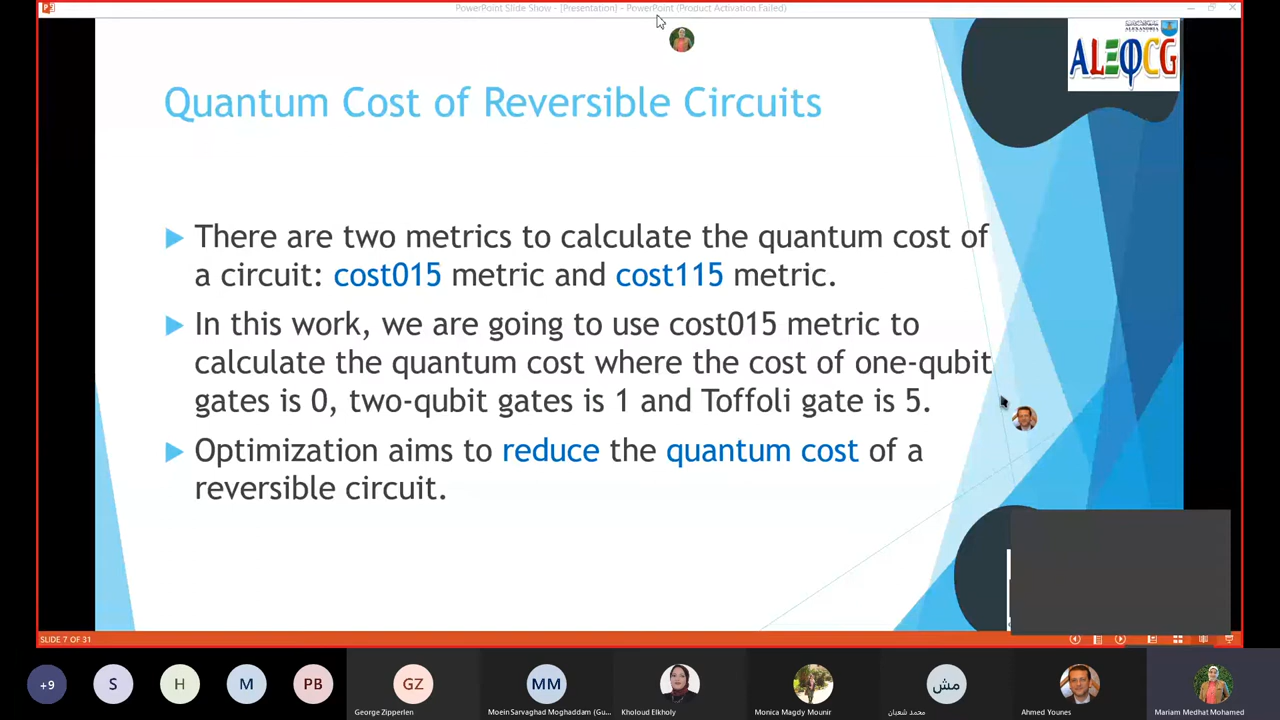 PowerPoint Slide Show - [Presentation] - PowerPoint (Product Activation Failed)
ALEXANDRIA
ALEφCG
Quantum Cost of Reversible Circuits
There are two metrics to calculate the quantum cost of
a circuit: cost015 metric and cost115 metric.
In this work, we are going to use cost015 metric to
calculate the quantum cost where the cost of one-qubit
gates is 0, two-qubit gates is 1 and Toffoli gate is 5.
Optimization aims to reduce the quantum cost of a
reversible circuit.
SLIDE 7 OF 31
+9
S
H
M
PB
GZ
MM
مش
George Zipperlen
Moein Sarvaghad Moghaddam (Gu...
Kholoud Elkholy
Monica Magdy Mounir
محمد شعبان
Ahmed Younes
Mariam Medhat Mohamed